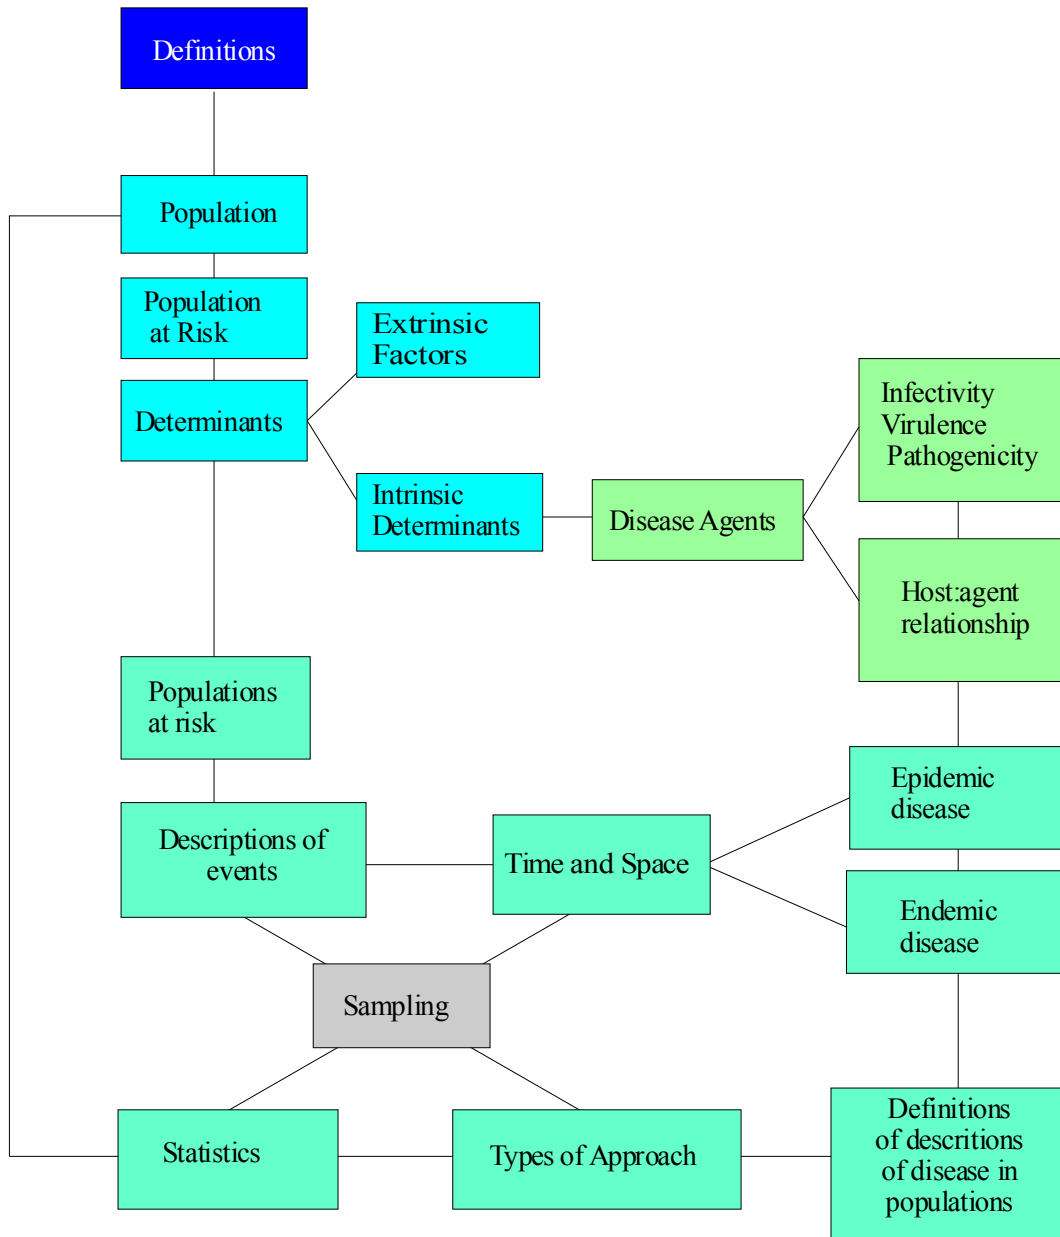 Definitions
Population
Population
at Risk
Extrinsic
Factors
Determinants
Infectivity
Virulence
Pathogenicity
Intrinsic
Determinants
Disease Agents
Host:agent
relationship
Populations
at risk
Epidemic
disease
Descriptions of
events
Time and Space
Endemic
disease
Sampling
Statistics
Types of Approach
Definitions
of descritions
of disease in
populations